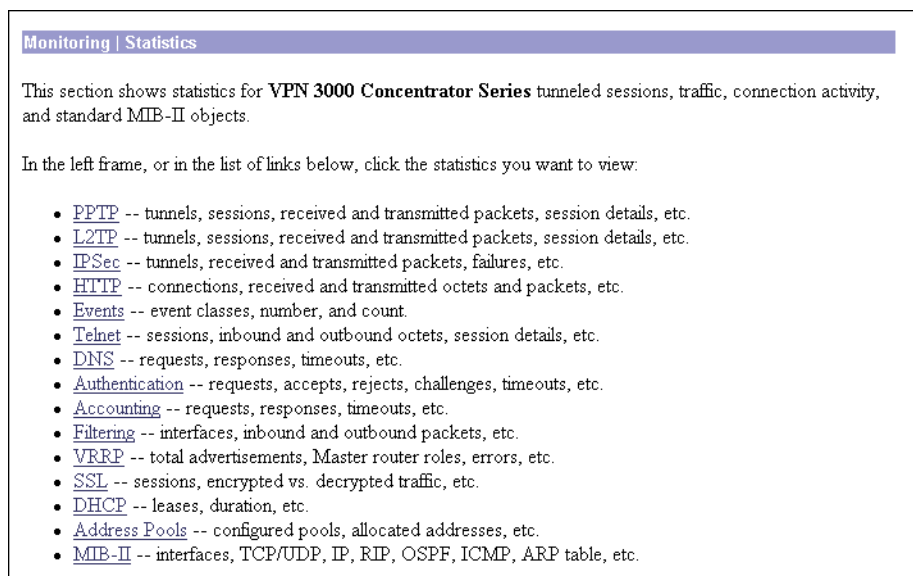 Monitoring | Statistics
This section shows statistics for VPN 3000 Concentrator Series tunneled sessions, traffic, connection activity,
and standard MIB-II objects.
In the left frame, or in the list of links below, click the statistics you want to view:
• PPTP -- tunnels, sessions, received and transmitted packets, session details, etc.
• L2TP -- tunnels, sessions, received and transmitted packets, session details, etc.
• IPSec -- tunnels, received and transmitted packets, failures, etc.
• HTTP -- connections, received and transmitted octets and packets, etc.
• Events -- event classes, number, and count.
• Telnet -- sessions, inbound and outbound octets, session details, etc.
• DNS -- requests, responses, timeouts, etc.
• Authentication -- requests, accepts, rejects, challenges, timeouts, etc.
• Accounting -- requests, responses, timeouts, etc.
• Filtering -- interfaces, inbound and outbound packets, etc.
• VRRP -- total advertisements, Master router roles, errors, etc.
• SSL -- sessions, encrypted vs. decrypted traffic, etc.
• DHCP -- leases, duration, etc.
• Address Pools -- configured pools, allocated addresses, etc.
• MIB-II -- interfaces, TCP/UDP, IP, RIP, OSPF, ICMP, ARP table, etc.